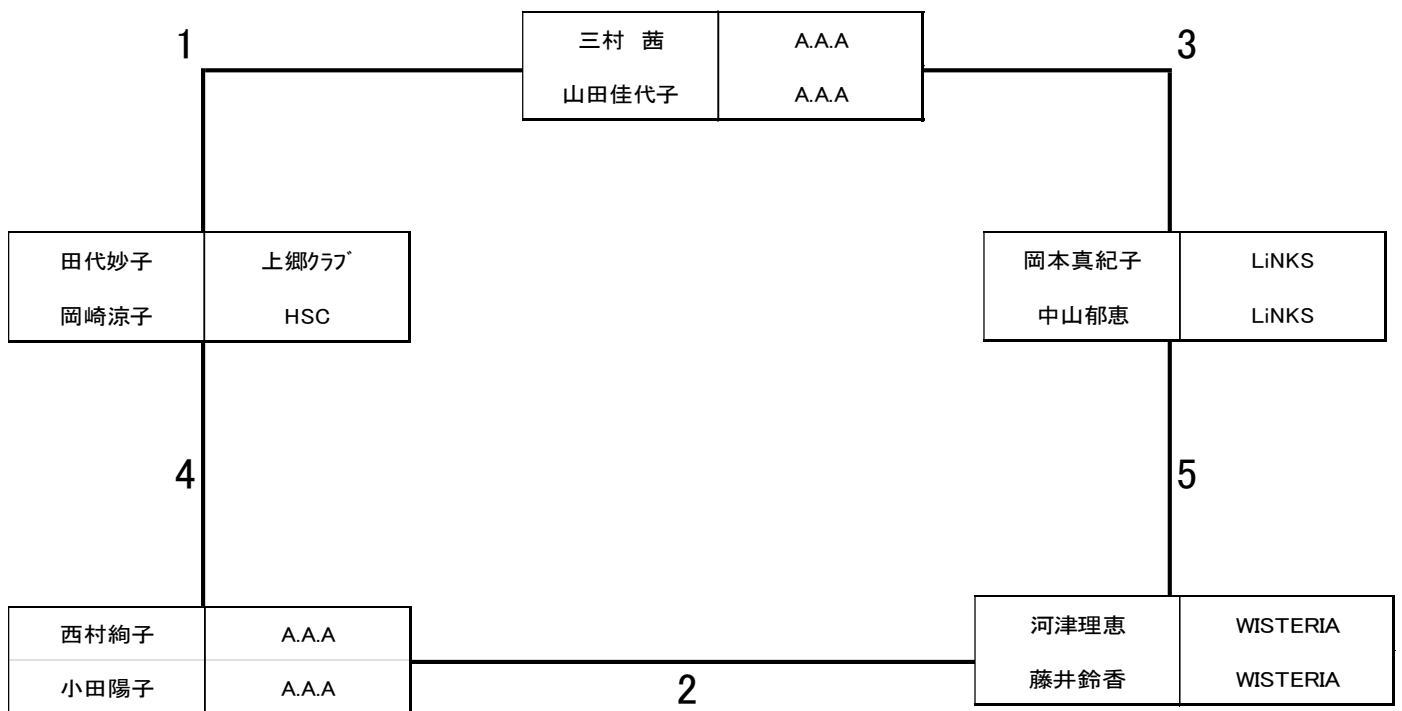 1
三村　茜 A.A.A
山田佳代子 A.A.A
3
田代妙子 上郷ｸﾗﾌﾞ
岡崎涼子 HSC
岡本真紀子 LiNKS
中山郁恵 LiNKS
4
5
西村絢子 A.A.A
小田陽子 A.A.A
2
河津理恵 WISTERIA
藤井鈴香 WISTERIA